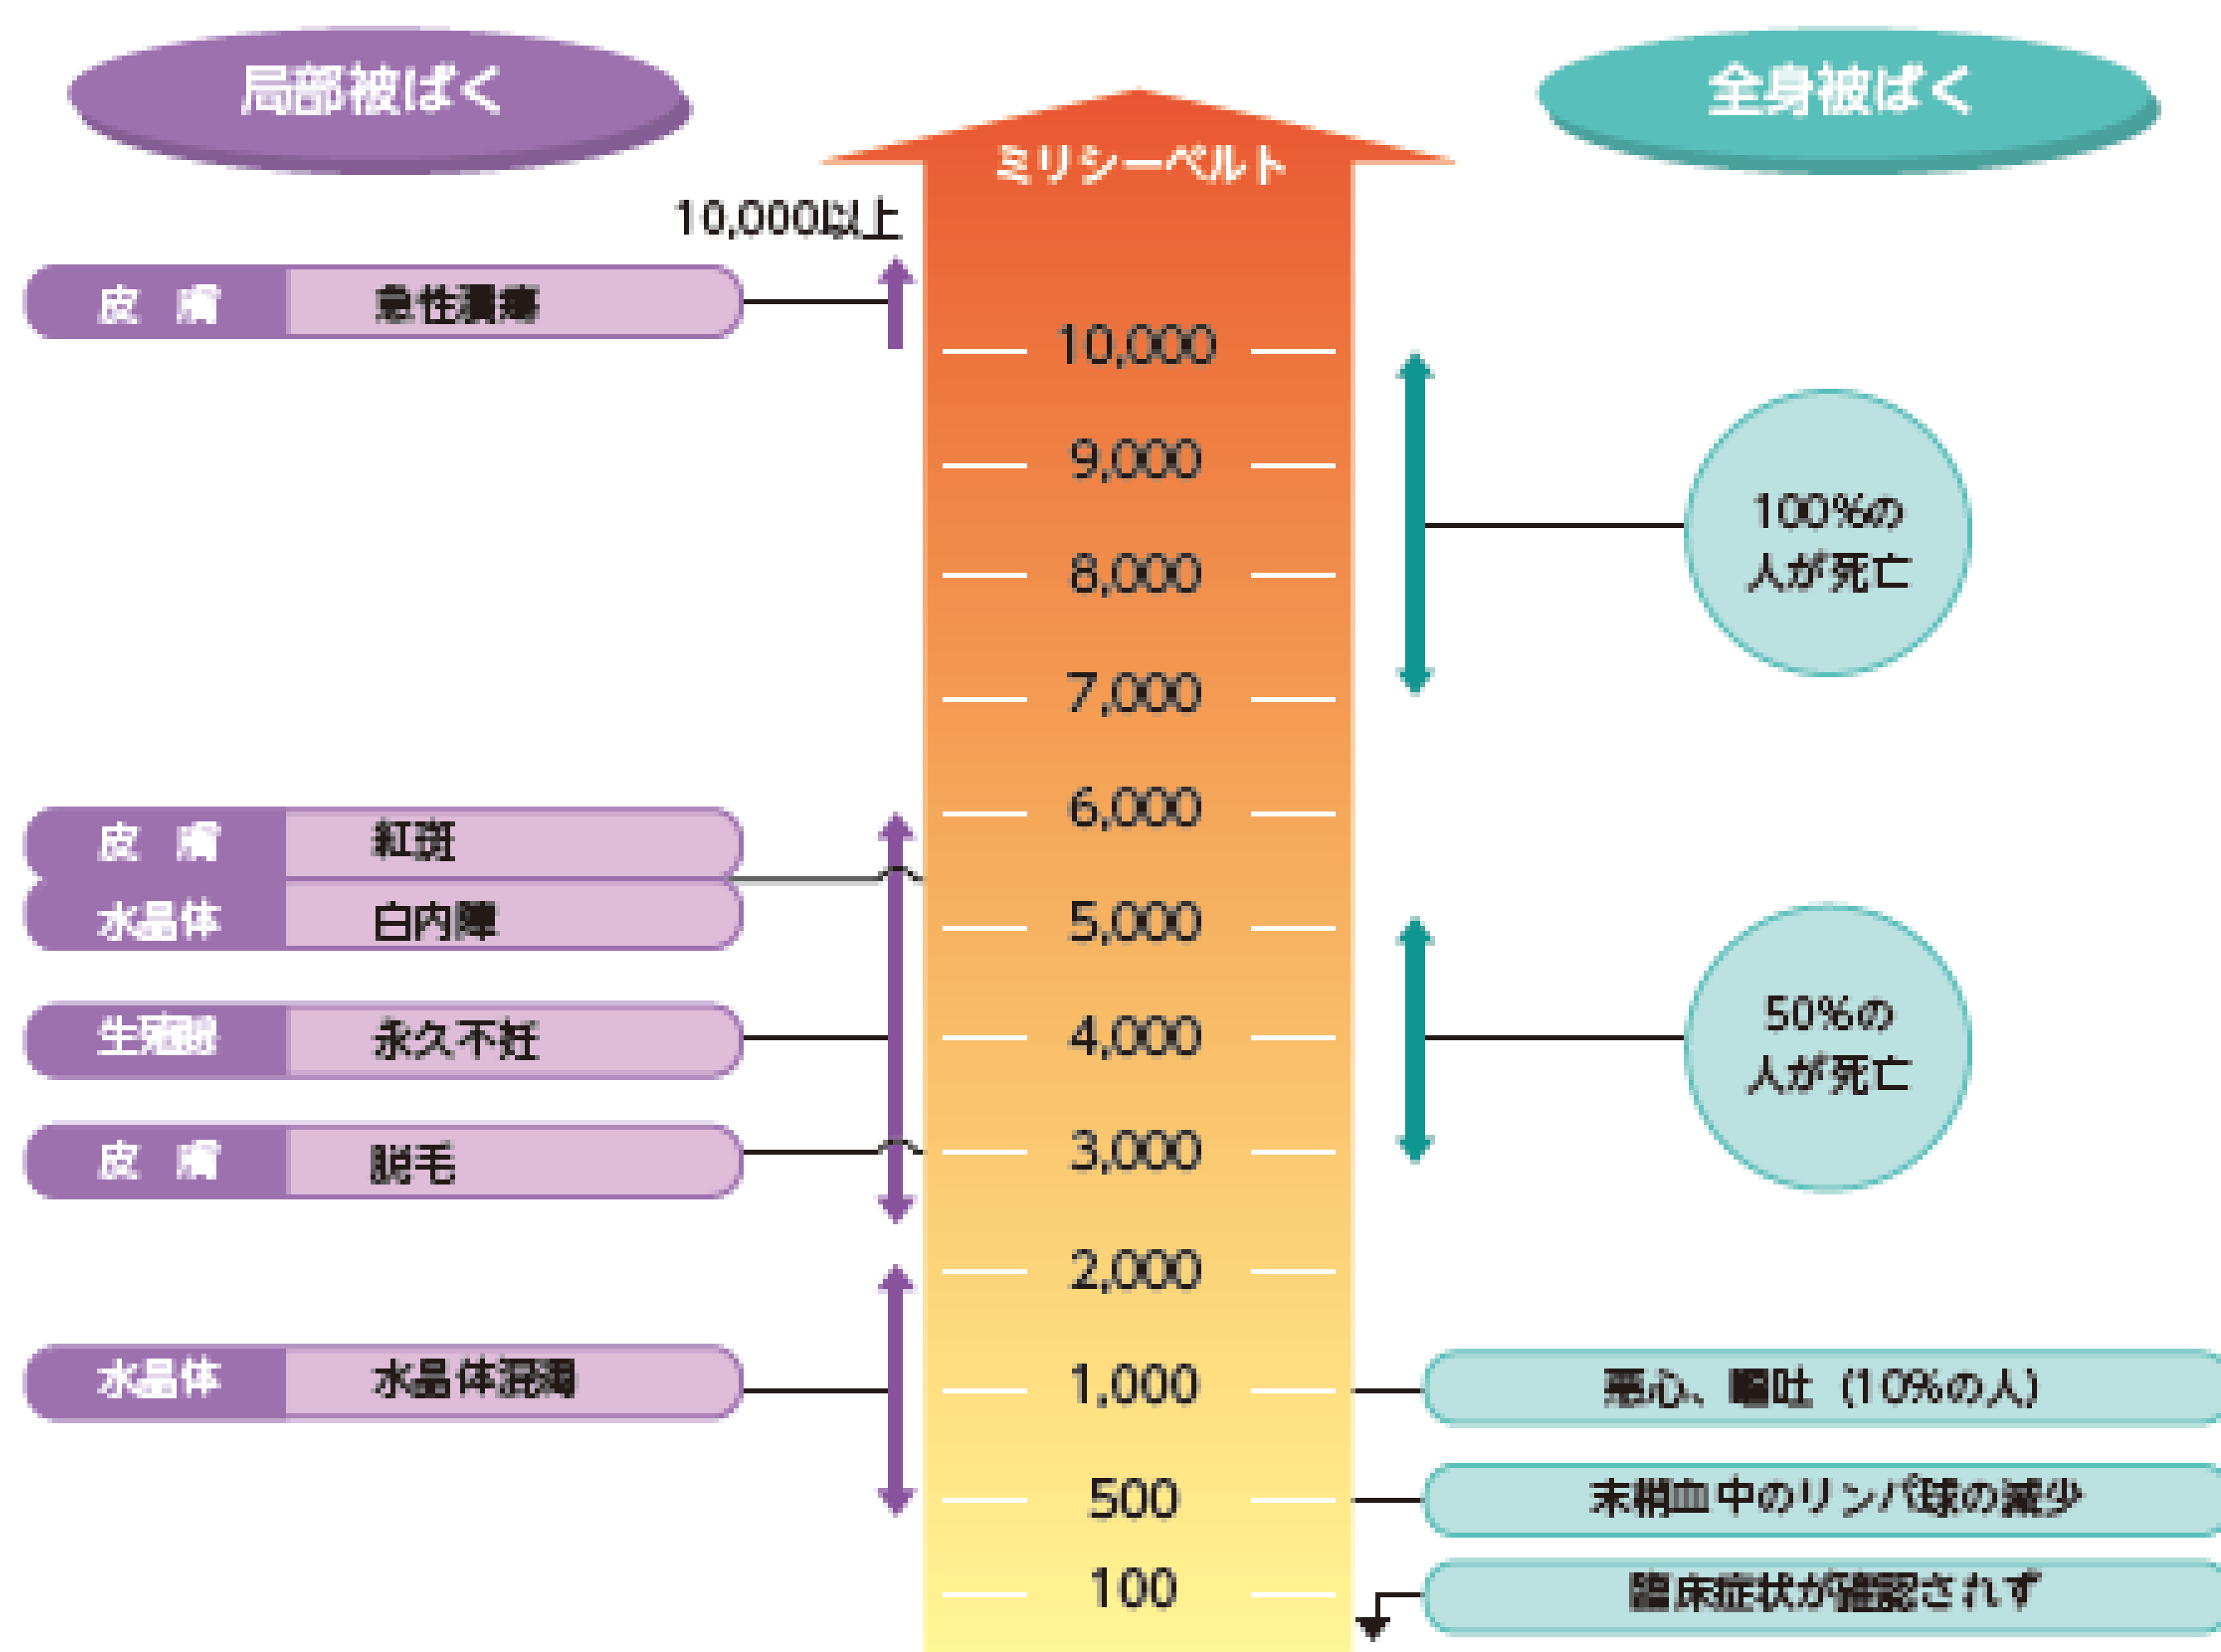 局部被ばく
全身被ばく
ミリシーベルト
10,000以上
皮 膚 急性潰瘍
10,000
9,000
100%の
人が死亡
8,000
7,000
6,000
皮 膚 紅斑
水晶体 白内障
5,000
50%の
人が死亡
生殖腺 永久不妊
4,000
皮 膚 脱毛
3,000
2,000
水晶体 水晶体混濁
1,000
悪心、嘔吐 (10%の人)
500
末梢血中のリンパ球の減少
100
臨床症状が確認されず